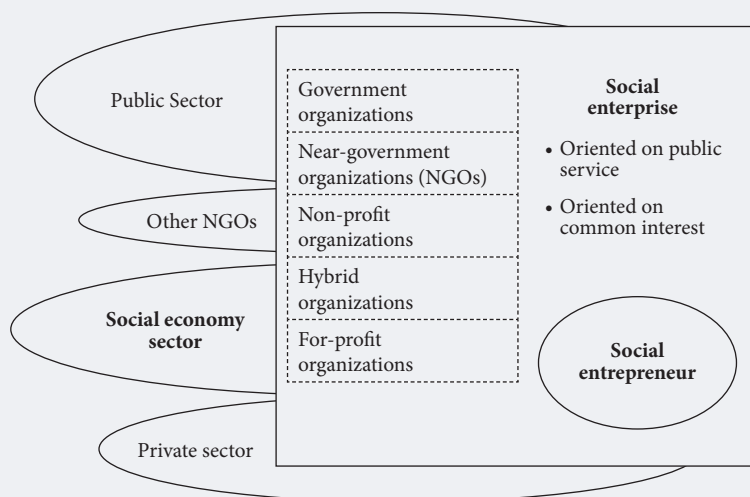 Public Sector
Other NGOs
Social economy
sector
Private sector
Government
organizations
Near-government
organizations (NGOs)
Non-profit
organizations
Hybrid
organizations
For-profit
organizations
Social
enterprise
• Oriented on public
service
• Oriented on
common interest
Social
entrepreneur